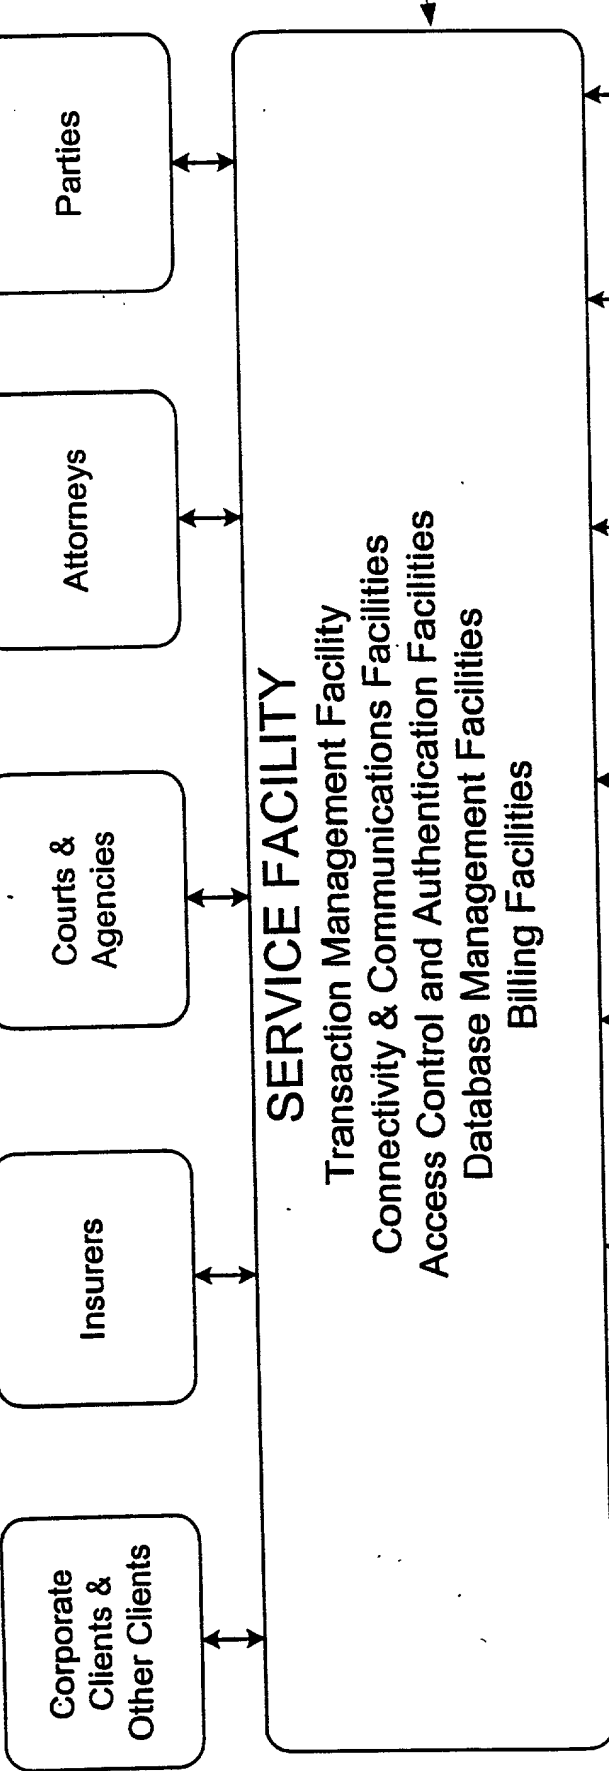 Corporate
Clients &
Other Clients
Insurers
Courts &
Agencies
Attorneys
Parties
SERVICE FACILITY
Transaction Management Facility
Connectivity & Communications Facilities
Access Control and Authentication Facilities
Database Management Facilities
Billing Facilities